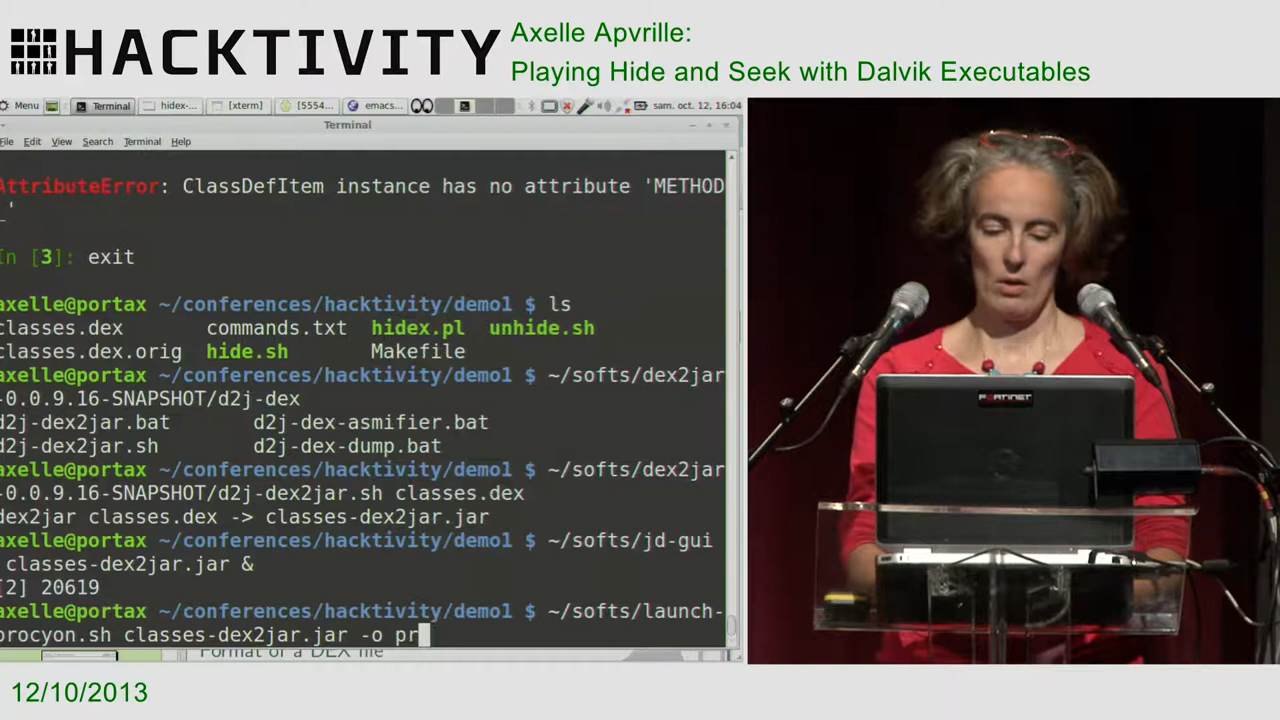 HACKTIVITY
Axelle Apvrille:
Playing Hide and Seek with Dalvik Executables
Menu Terminal hidex-... [xterm] [5554... emacs... sam. oct. 12, 16:04
Terminal
File Edit View Search Terminal Help
AttributeError: ClassDefItem instance has no attribute 'METHOD
_'
In [3]: exit
axelle@portax ~/conferences/hacktivity/demo1 $ ls
classes.dex commands.txt hidex.pl unhide.sh
classes.dex.orig hide.sh Makefile
axelle@portax ~/conferences/hacktivity/demo1 $ ~/softs/dex2jar
-0.0.9.16-SNAPSHOT/d2j-dex
d2j-dex2jar.bat d2j-dex-asmifier.bat
d2j-dex2jar.sh d2j-dex-dump.bat
axelle@portax ~/conferences/hacktivity/demo1 $ ~/softs/dex2jar
-0.0.9.16-SNAPSHOT/d2j-dex2jar.sh classes.dex
dex2jar classes.dex -> classes-dex2jar.jar
axelle@portax ~/conferences/hacktivity/demo1 $ ~/softs/jd-gui
classes-dex2jar.jar &
[2] 20619
axelle@portax ~/conferences/hacktivity/demo1 $ ~/softs/launch-
procyon.sh classes-dex2jar.jar -o pr
Format of a DEX file
FORTINET
12/10/2013